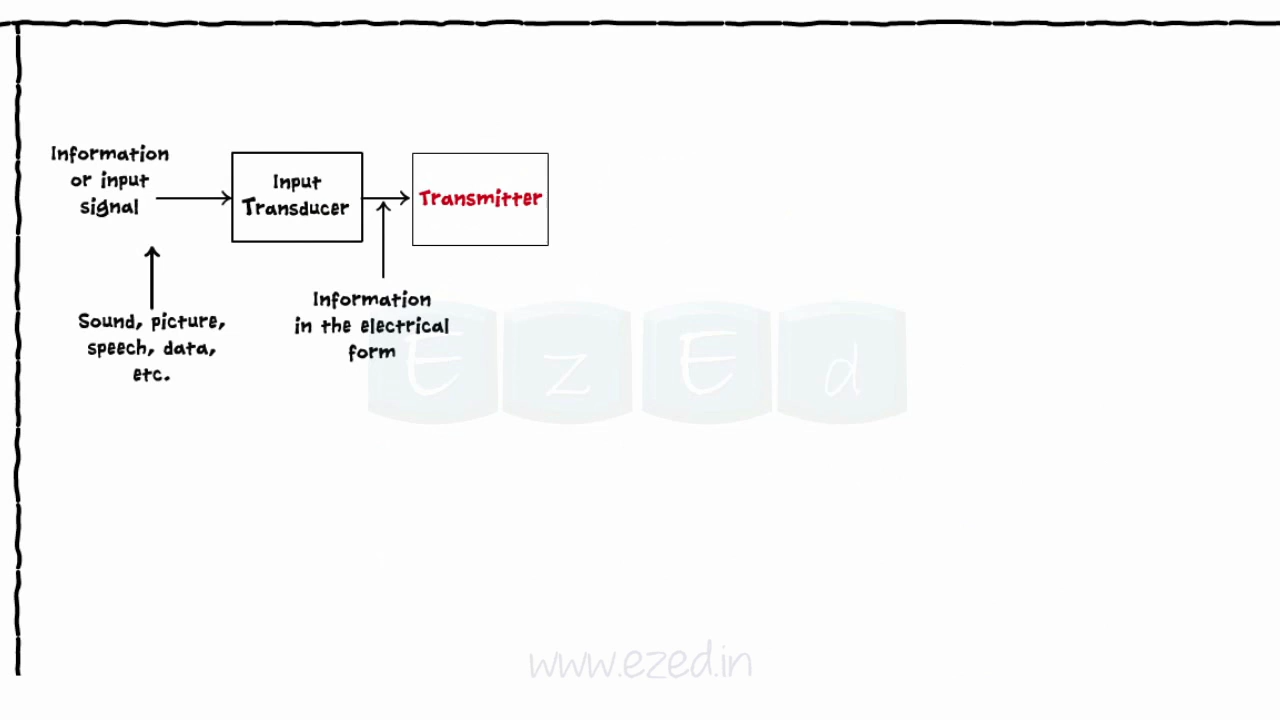 Information
or input
signal
Input
Transducer
Transmitter
Sound, picture,
speech, data,
etc.
Information
in the electrical
form
E z E d
www.ezed.in